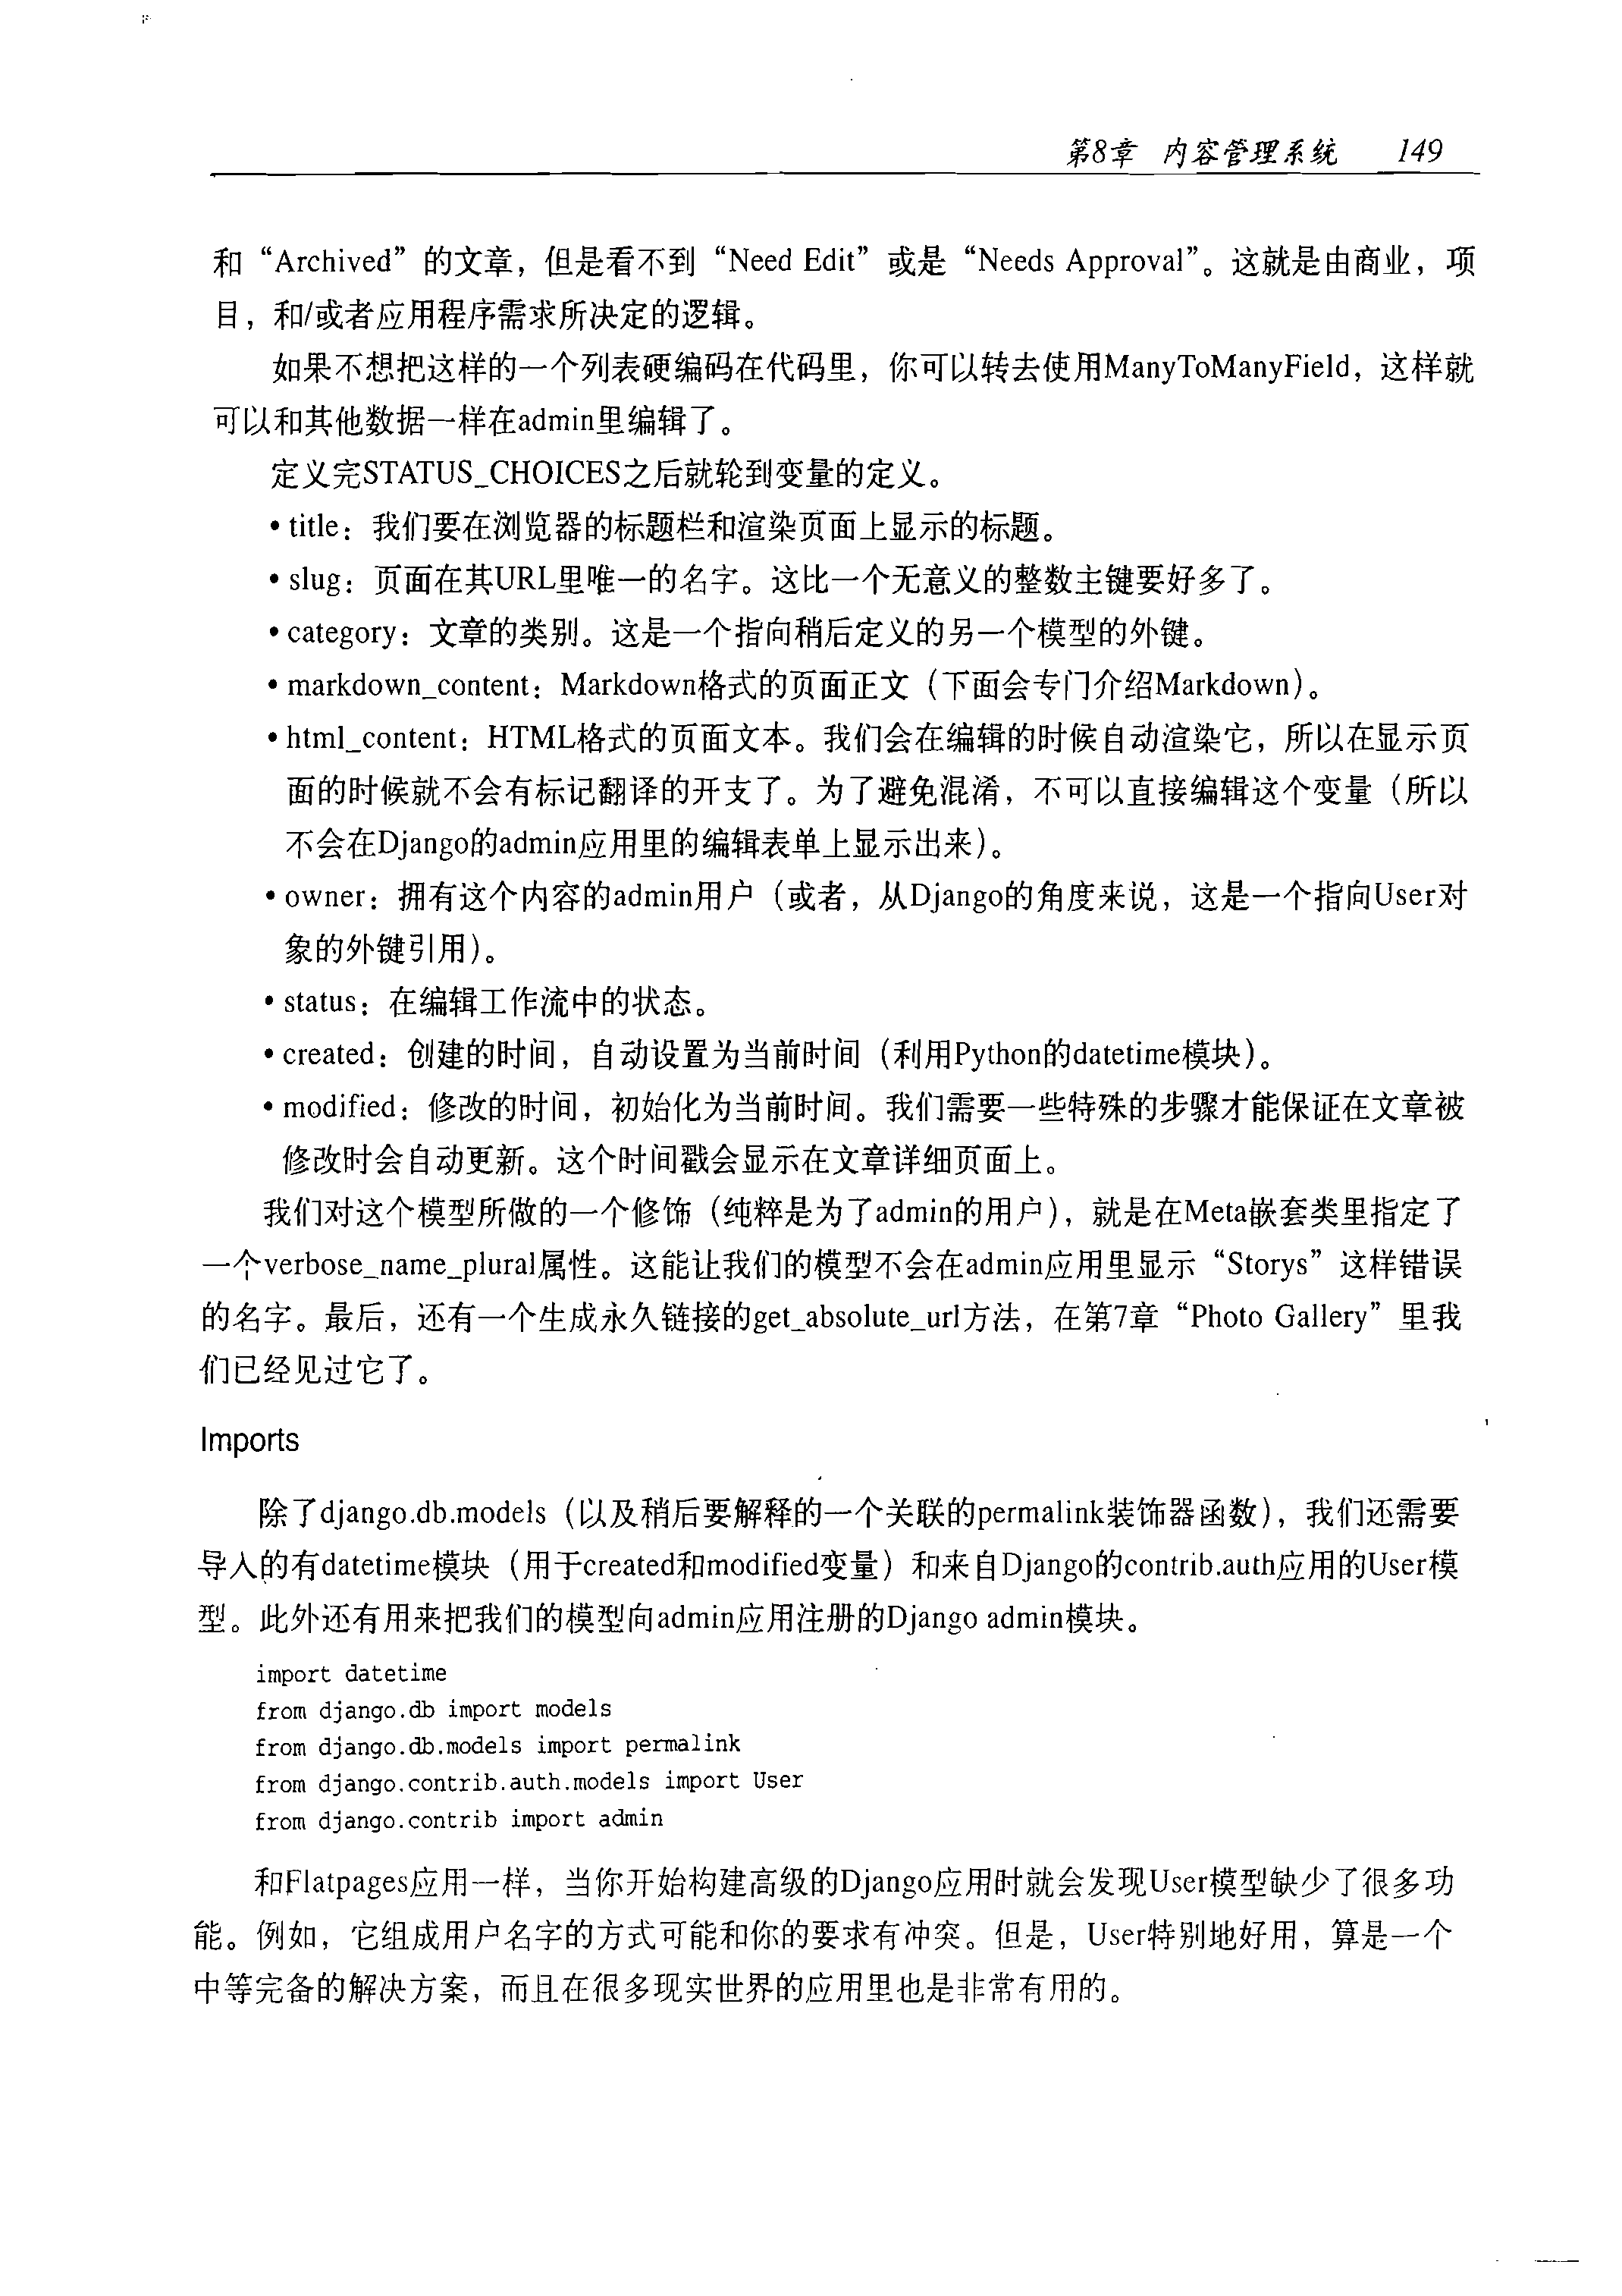 第8章 内容管理系统 149
和“Archived”的文章，但是看不到“Need Edit”或是“Needs Approval”。这就是由商业，项
目，和/或者应用程序需求所决定的逻辑。
如果不想把这样的一个列表硬编码在代码里，你可以转去使用ManyToManyField，这样就
可以和其他数据一样在admin里编辑了。
定义完STATUS_CHOICES之后就轮到变量的定义。
•title：我们要在浏览器的标题栏和渲染页面上显示的标题。
•slug：页面在其URL里唯一的名字。这比一个无意义的整数主键要好多了。
•category：文章的类别。这是一个指向稍后定义的另一个模型的外键。
•markdown_content：Markdown格式的页面正文（下面会专门介绍Markdown）。
•html_content：HTML格式的页面文本。我们会在编辑的时候自动渲染它，所以在显示页
面的时候就不会有标记翻译的开支了。为了避免混淆，不可以直接编辑这个变量（所以
不会在Django的admin应用里的编辑表单上显示出来）。
•owner：拥有这个内容的admin用户（或者，从Django的角度来说，这是一个指向User对
象的外键引用）。
•status：在编辑工作流中的状态。
•created：创建的时间，自动设置为当前时间（利用Python的datetime模块）。
•modified：修改的时间，初始化为当前时间。我们需要一些特殊的步骤才能保证在文章被
修改时会自动更新。这个时间戳会显示在文章详细页面上。
我们对这个模型所做的一个修饰（纯粹是为了admin的用户），就是在Meta嵌套类里指定了
一个verbose_name_plural属性。这能让我们的模型不会在admin应用里显示“Storys”这样错误
的名字。最后，还有一个生成永久链接的get_absolute_url方法，在第7章“Photo Gallery”里我
们已经见过它了。
Imports
除了django.db.models（以及稍后要解释的一个关联的permalink装饰器函数），我们还需要
导入的有datetime模块（用于created和modified变量）和来自Django的contrib.auth应用的User模
型。此外还有用来把我们的模型向admin应用注册的Django admin模块。
import datetime
from django.db import models
from django.db.models import permalink
from django.contrib.auth.models import User
from django.contrib import admin
和Flatpages应用一样，当你开始构建高级的Django应用时就会发现User模型缺少了很多功
能。例如，它组成用户名字的方式可能和你的要求有冲突。但是，User特别地好用，算是一个
中等完备的解决方案，而且在很多现实世界的应用里也是非常有用的。